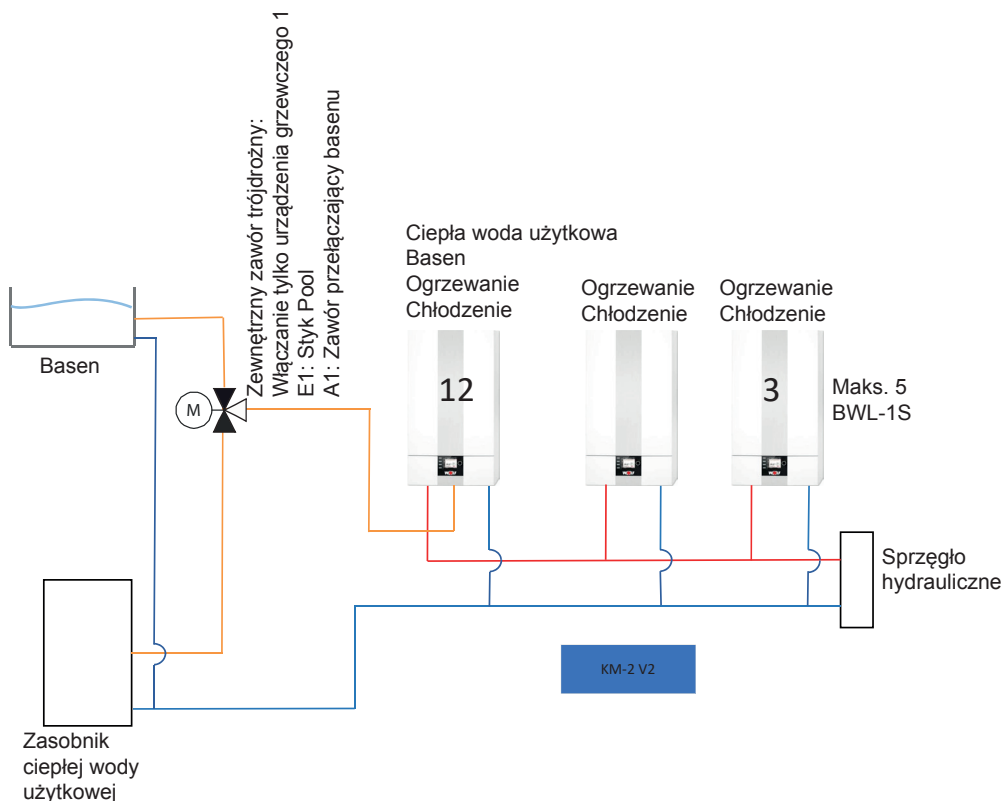 Zewnętrzny zawór trójdrożny:
Włączanie tylko urządzenia grzewczego 1
E1: Styk Pool
A1: Zawór przełączający basenu
Ciepła woda użytkowa
Basen
Ogrzewanie
Chłodzenie
Ogrzewanie
Chłodzenie
Ogrzewanie
Chłodzenie
Basen
M
12
3
Maks. 5
BWL-1S
Sprzęgło
hydrauliczne
KM-2 V2
Zasobnik
ciepłej wody
użytkowej